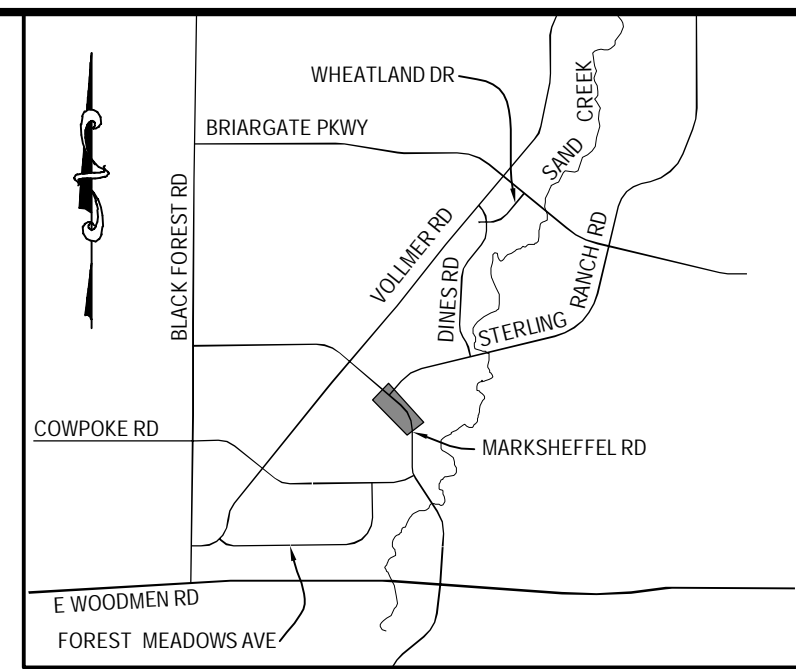 WHEATLAND DR
BRIARGATE PKWY
SAND CREEK
BLACK FOREST RD
VOLLMER RD
DINES RD
STERLING RANCH RD
COWPOKE RD
MARKSHEFFEL RD
E WOODMEN RD
FOREST MEADOWS AVE